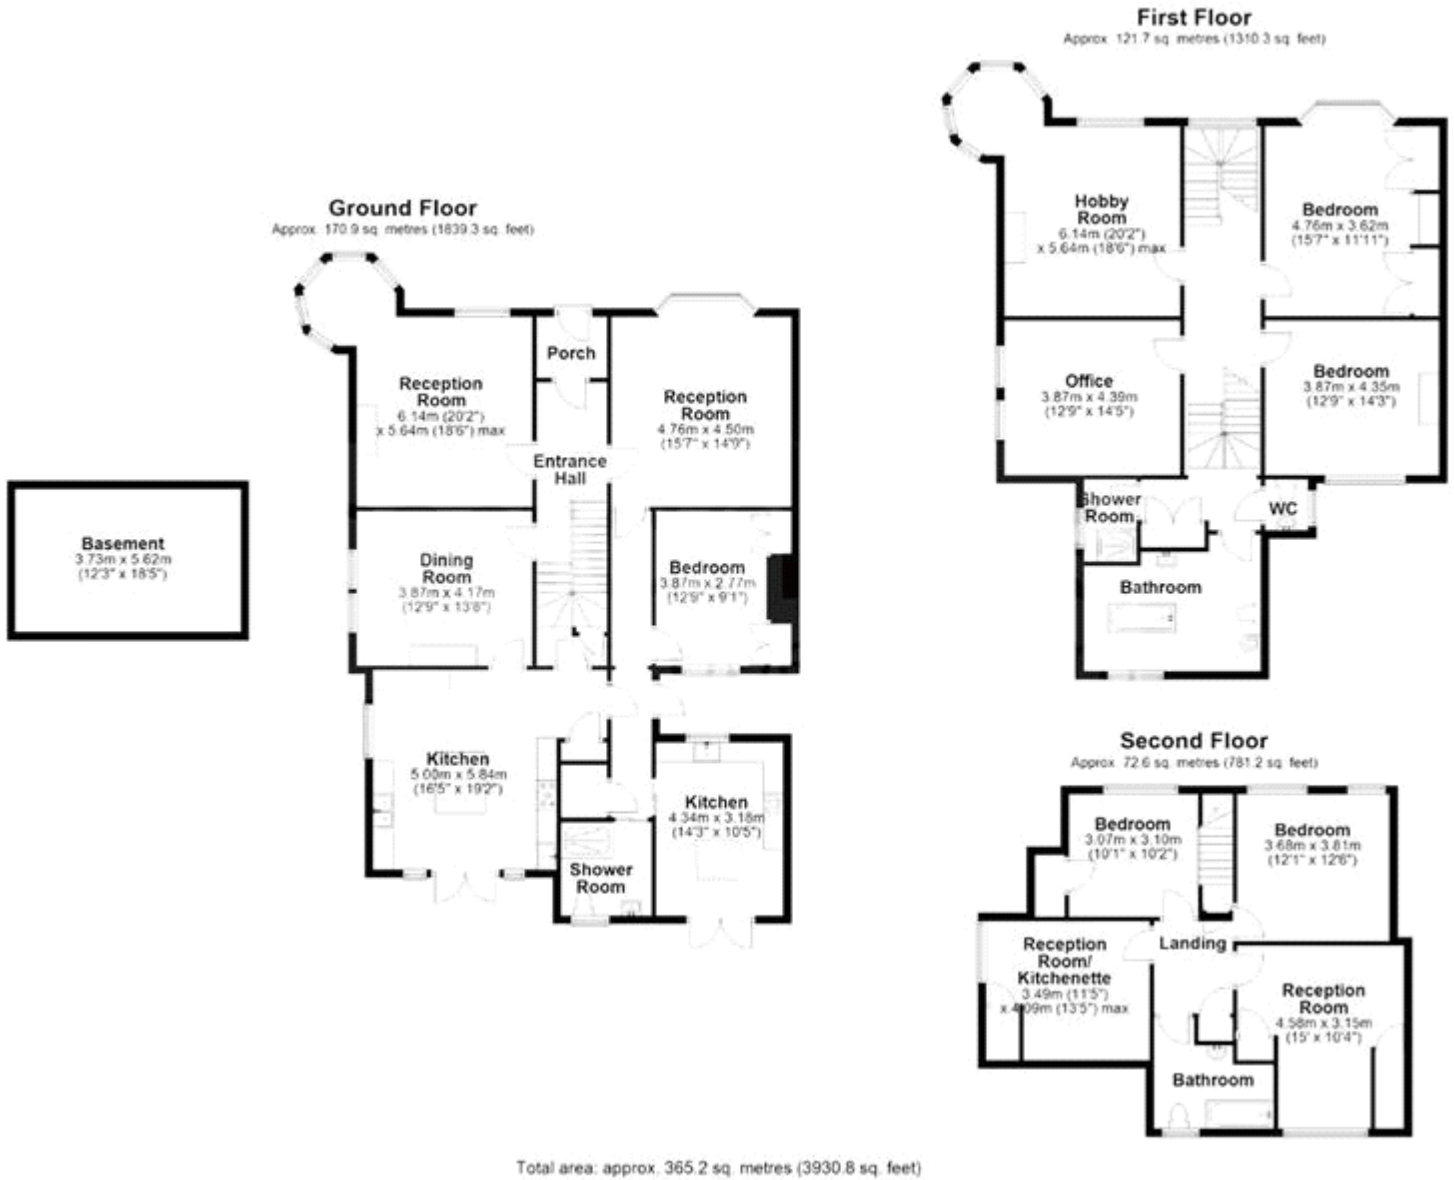 Ground Floor
Approx. 170.9 sq. metres (1839.3 sq. feet)
Porch
Reception
Room
6.14m (20'2")
x 5.64m (18'6") max
Reception
Room
4.76m x 4.50m
(15'7" x 14'9")
Entrance
Hall
Basement
3.73m x 5.62m
(12'3" x 18'5")
Dining
Room
3.87m x 4.17m
(12'9" x 13'8")
Bedroom
3.87m x 2.77m
(12'9" x 9'1")
Kitchen
5.00m x 5.84m
(16'5" x 19'2")
Kitchen
4.34m x 3.18m
(14'3" x 10'5")
Shower
Room
First Floor
Approx. 121.7 sq. metres (1310.3 sq. feet)
Hobby
Room
6.14m (20'2")
x 5.64m (18'6") max
Bedroom
4.76m x 3.62m
(15'7" x 11'11")
Office
3.87m x 4.39m
(12'9" x 14'5")
Bedroom
3.87m x 4.35m
(12'9" x 14'3")
Shower
Room
WC
Bathroom
Second Floor
Approx. 72.6 sq. metres (781.2 sq. feet)
Bedroom
3.07m x 3.10m
(10'1" x 10'2")
Bedroom
3.68m x 3.81m
(12'1" x 12'6")
Reception
Room/
Kitchenette
3.49m (11'5")
x 4.09m (13'5") max
Landing
Reception
Room
4.58m x 3.15m
(15' x 10'4")
Bathroom
Total area: approx. 365.2 sq. metres (3930.8 sq. feet)